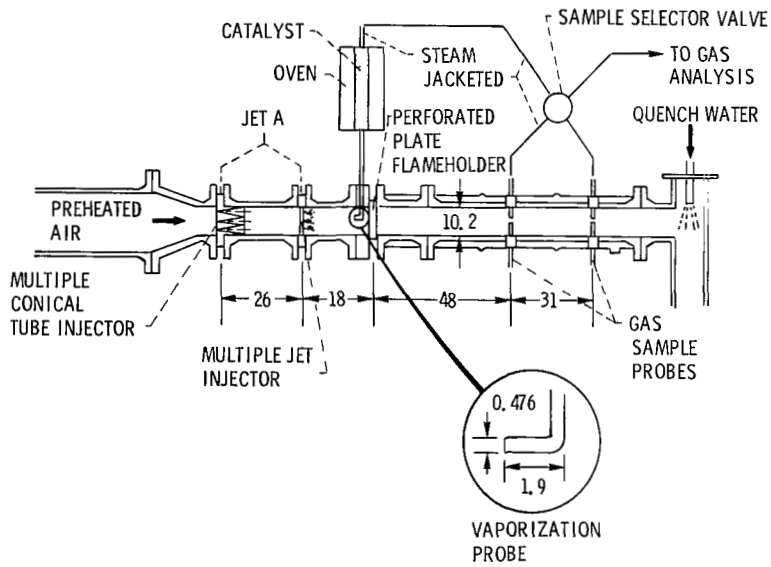 SAMPLE SELECTOR VALVE
CATALYST
STEAM
JACKETED
TO GAS
ANALYSIS
OVEN
QUENCH WATER
JET A
PERFORATED
PLATE
FLAMEHOLDER
PREHEATED
AIR
10.2
MULTIPLE
CONICAL
TUBE INJECTOR
26
18
48
31
MULTIPLE JET
INJECTOR
GAS
SAMPLE
PROBES
0.476
1.9
VAPORIZATION
PROBE